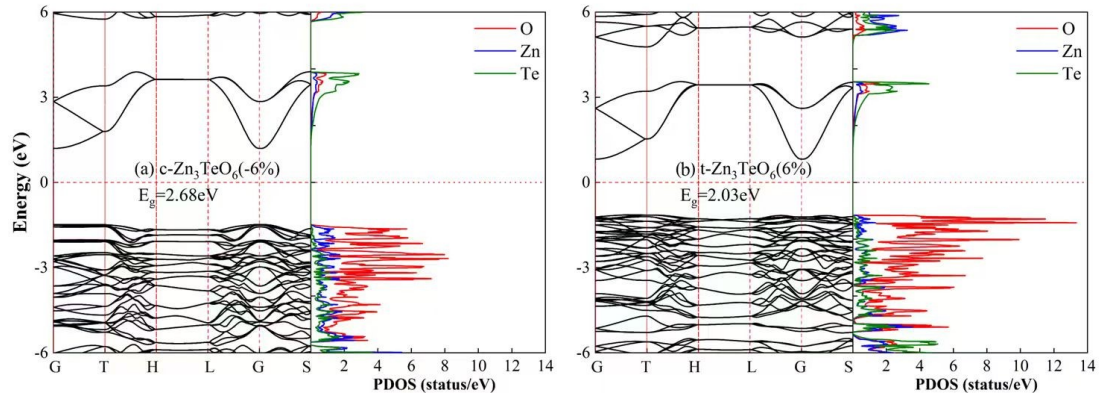 6
3
0
-3
-6
Energy (eV)
O
Zn
Te
(a) c-Zn₃TeO₆(-6%)
E_g=2.68eV
G T H L G S 2 4 6 8 10 12 14
PDOS (status/eV)
6
3
0
-3
-6
O
Zn
Te
(b) t-Zn₃TeO₆(6%)
E_g=2.03eV
G T H L G S 2 4 6 8 10 12 14
PDOS (status/eV)